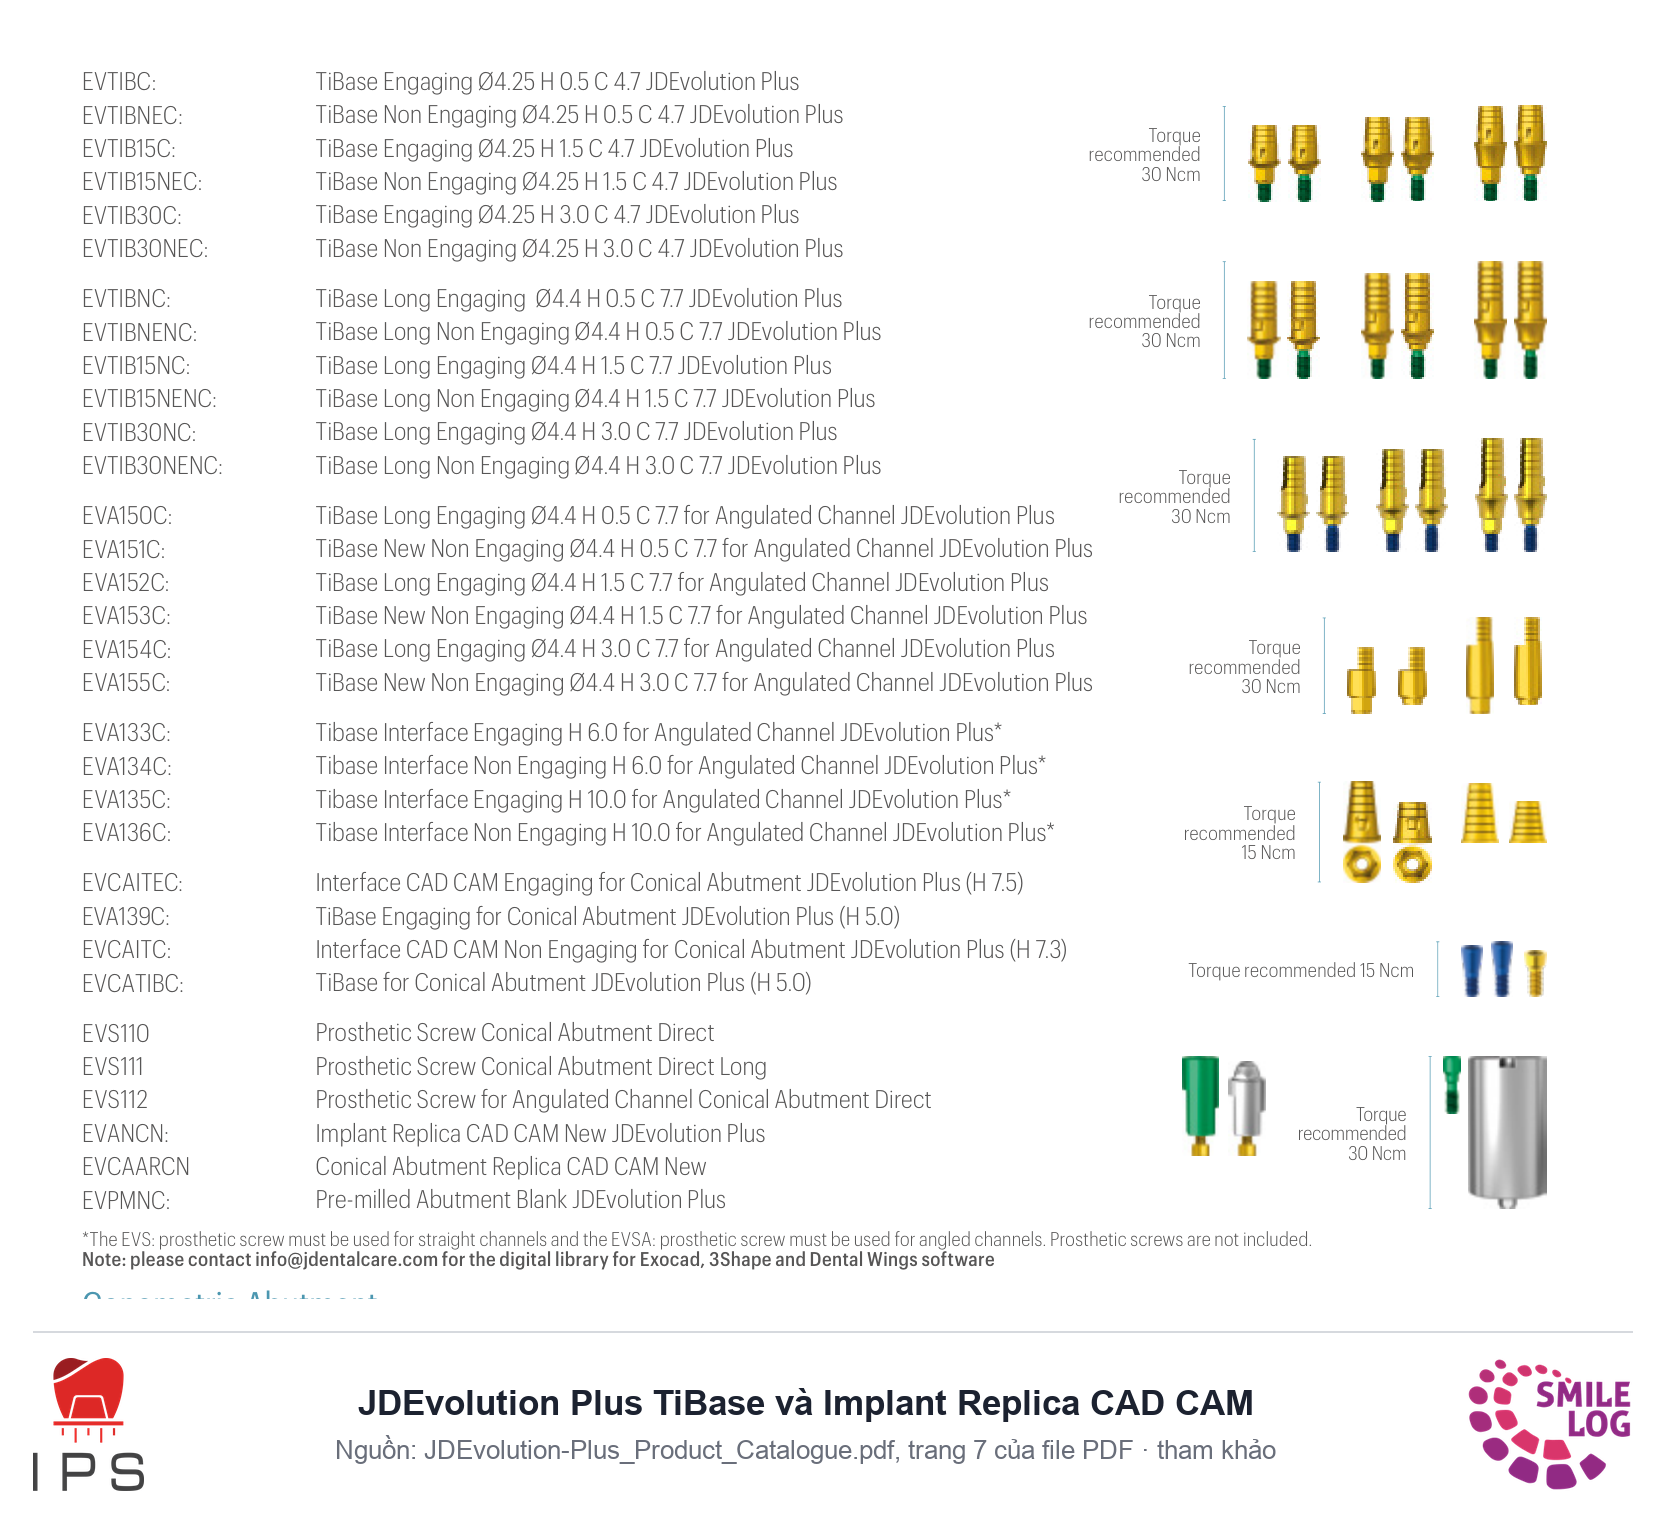 EVTIBC: TiBase Engaging Ø4.25 H 0.5 C 4.7 JDEvolution Plus
EVTIBNEC: TiBase Non Engaging Ø4.25 H 0.5 C 4.7 JDEvolution Plus
EVTIB15C: TiBase Engaging Ø4.25 H 1.5 C 4.7 JDEvolution Plus
EVTIB15NEC: TiBase Non Engaging Ø4.25 H 1.5 C 4.7 JDEvolution Plus
EVTIB30C: TiBase Engaging Ø4.25 H 3.0 C 4.7 JDEvolution Plus
EVTIB30NEC: TiBase Non Engaging Ø4.25 H 3.0 C 4.7 JDEvolution Plus
Torque
recommended
30 Ncm
EVTIBNC: TiBase Long Engaging Ø4.4 H 0.5 C 7.7 JDEvolution Plus
EVTIBNENC: TiBase Long Non Engaging Ø4.4 H 0.5 C 7.7 JDEvolution Plus
EVTIB15NC: TiBase Long Engaging Ø4.4 H 1.5 C 7.7 JDEvolution Plus
EVTIB15NENC: TiBase Long Non Engaging Ø4.4 H 1.5 C 7.7 JDEvolution Plus
EVTIB30NC: TiBase Long Engaging Ø4.4 H 3.0 C 7.7 JDEvolution Plus
EVTIB30NENC: TiBase Long Non Engaging Ø4.4 H 3.0 C 7.7 JDEvolution Plus
Torque
recommended
30 Ncm
EVA150C: TiBase Long Engaging Ø4.4 H 0.5 C 7.7 for Angulated Channel JDEvolution Plus
EVA151C: TiBase New Non Engaging Ø4.4 H 0.5 C 7.7 for Angulated Channel JDEvolution Plus
EVA152C: TiBase Long Engaging Ø4.4 H 1.5 C 7.7 for Angulated Channel JDEvolution Plus
EVA153C: TiBase New Non Engaging Ø4.4 H 1.5 C 7.7 for Angulated Channel JDEvolution Plus
EVA154C: TiBase Long Engaging Ø4.4 H 3.0 C 7.7 for Angulated Channel JDEvolution Plus
EVA155C: TiBase New Non Engaging Ø4.4 H 3.0 C 7.7 for Angulated Channel JDEvolution Plus
Torque
recommended
30 Ncm
EVA133C: Tibase Interface Engaging H 6.0 for Angulated Channel JDEvolution Plus*
EVA134C: Tibase Interface Non Engaging H 6.0 for Angulated Channel JDEvolution Plus*
EVA135C: Tibase Interface Engaging H 10.0 for Angulated Channel JDEvolution Plus*
EVA136C: Tibase Interface Non Engaging H 10.0 for Angulated Channel JDEvolution Plus*
Torque
recommended
30 Ncm
EVCAITEC: Interface CAD CAM Engaging for Conical Abutment JDEvolution Plus (H 7.5)
EVA139C: TiBase Engaging for Conical Abutment JDEvolution Plus (H 5.0)
EVCAITC: Interface CAD CAM Non Engaging for Conical Abutment JDEvolution Plus (H 7.3)
EVCATIBC: TiBase for Conical Abutment JDEvolution Plus (H 5.0)
Torque
recommended
15 Ncm
EVS110 Prosthetic Screw Conical Abutment Direct
EVS111 Prosthetic Screw Conical Abutment Direct Long
EVS112 Prosthetic Screw for Angulated Channel Conical Abutment Direct
Torque recommended 15 Ncm
EVANCN: Implant Replica CAD CAM New JDEvolution Plus
EVCAARCN Conical Abutment Replica CAD CAM New
EVPMNC: Pre-milled Abutment Blank JDEvolution Plus
Torque
recommended
30 Ncm
*The EVS: prosthetic screw must be used for straight channels and the EVSA: prosthetic screw must be used for angled channels. Prosthetic screws are not included.
Note: please contact info@jdentalcare.com for the digital library for Exocad, 3Shape and Dental Wings software
IPS
JDEvolution Plus TiBase và Implant Replica CAD CAM
Nguồn: JDEvolution-Plus_Product_Catalogue.pdf, trang 7 của file PDF · tham khảo
SMILE
LOG